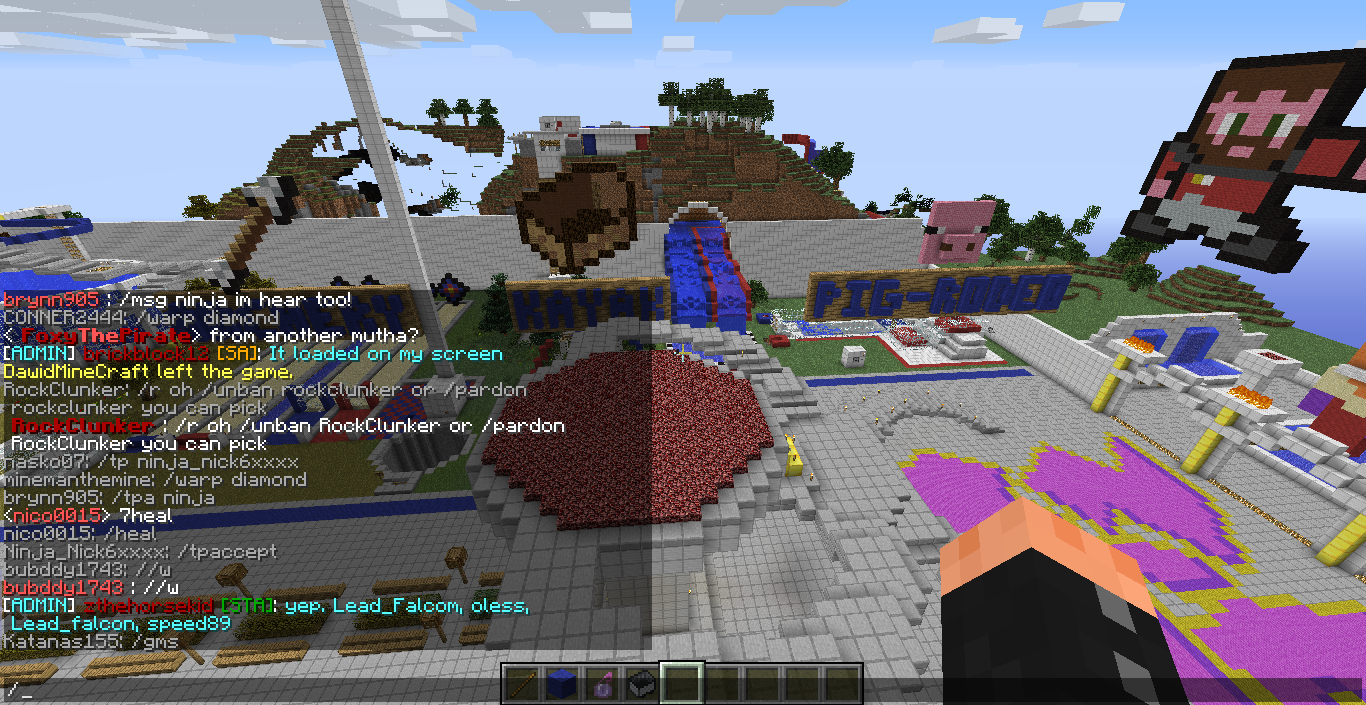 KAYAK
PIG-RODEO
brynn905 : /msg ninja im hear too!
CONNER2444: /warp diamond
< FoxyThePirate> from another mutha?
[ADMIN] brickblock12 [SA]: It loaded on my screen
DawidMineCraft left the game.
RockClunker: /r oh /unban rockclunker or /pardon
rockclunker you can pick
RockClunker : /r oh /unban RockClunker or /pardon
RockClunker you can pick
nasko07: /tp ninja_nick6xxxx
minemanthemine: /warp diamond
brynn905: /tpa ninja
<nico0015> 7heal
nico0015: /heal
Ninja_Nick6xxxx: /tpaccept
bubddy1743: //w
bubddy1743 : //w
[ADMIN] zthehorsekid [STA]: yep. Lead_Falcom, oless,
Lead_falcon, speed89
Katanas155: /gms
/_